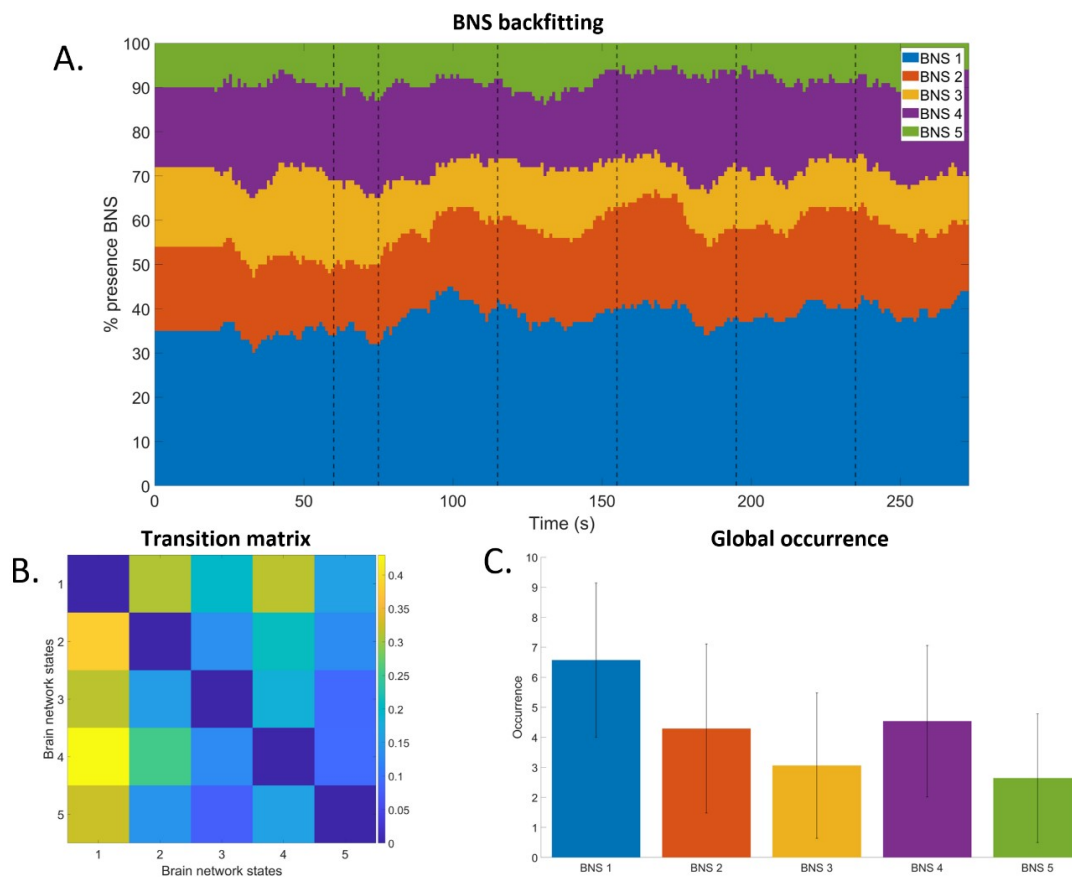 BNS backfitting
A.
% presence BNS
100
90
80
70
60
50
40
30
20
10
0
0 50 100 150 200 250
Time (s)
BNS 1
BNS 2
BNS 3
BNS 4
BNS 5
Transition matrix
B.
Brain network states
1
2
3
4
5
1 2 3 4 5
Brain network states
0.4
0.35
0.3
0.25
0.2
0.15
0.1
0.05
0
Global occurrence
C.
Occurrence
10
9
8
7
6
5
4
3
2
1
0
BNS 1 BNS 2 BNS 3 BNS 4 BNS 5